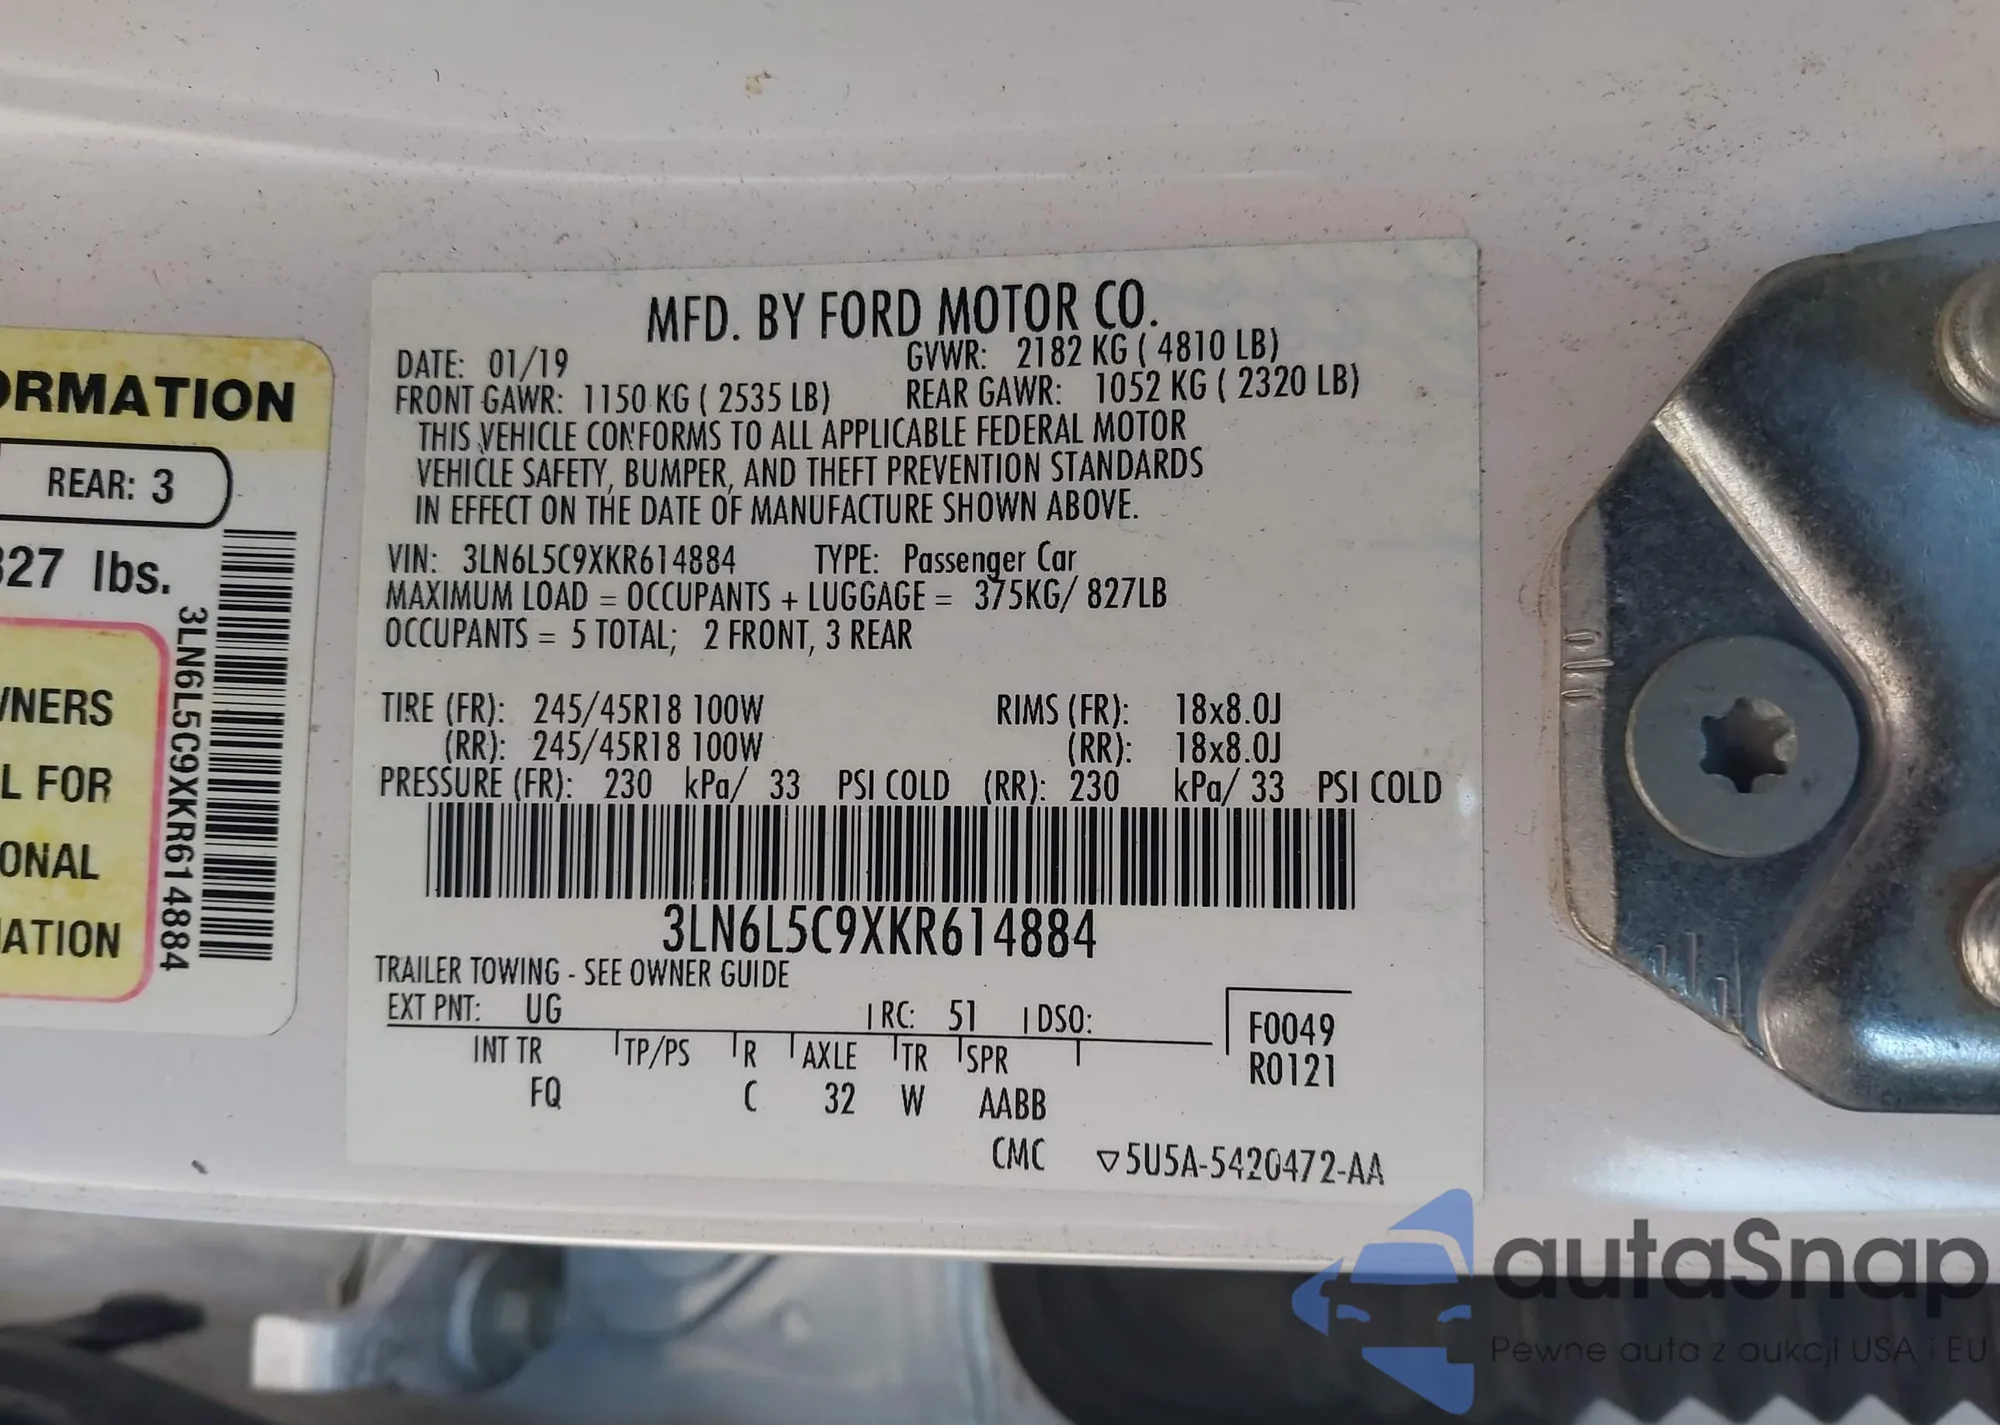 ORMATION
REAR: 3
827 lbs.
WNERS
L FOR
ONAL
MATION
3LN6L5C9XKR614884
MFD. BY FORD MOTOR CO.
DATE: 01/19 GVWR: 2182 KG ( 4810 LB)
FRONT GAWR: 1150 KG ( 2535 LB) REAR GAWR: 1052 KG ( 2320 LB)
THIS VEHICLE CONFORMS TO ALL APPLICABLE FEDERAL MOTOR
VEHICLE SAFETY, BUMPER, AND THEFT PREVENTION STANDARDS
IN EFFECT ON THE DATE OF MANUFACTURE SHOWN ABOVE.
VIN: 3LN6L5C9XKR614884 TYPE: Passenger Car
MAXIMUM LOAD = OCCUPANTS + LUGGAGE = 375KG/ 827LB
OCCUPANTS = 5 TOTAL; 2 FRONT, 3 REAR
TIRE (FR): 245/45R18 100W RIMS (FR): 18x8.0J
(RR): 245/45R18 100W (RR): 18x8.0J
PRESSURE (FR): 230 kPa/ 33 PSI COLD (RR): 230 kPa/ 33 PSI COLD
3LN6L5C9XKR614884
TRAILER TOWING - SEE OWNER GUIDE
EXT PNT: UG RC: 51 DSO:
INT TR TP/PS R AXLE TR SPR
FQ C 32 W AABB
F0049
R0121
CMC ▽5U5A-5420472-AA
autaSnap
Pewne auta z aukcji USA i EU